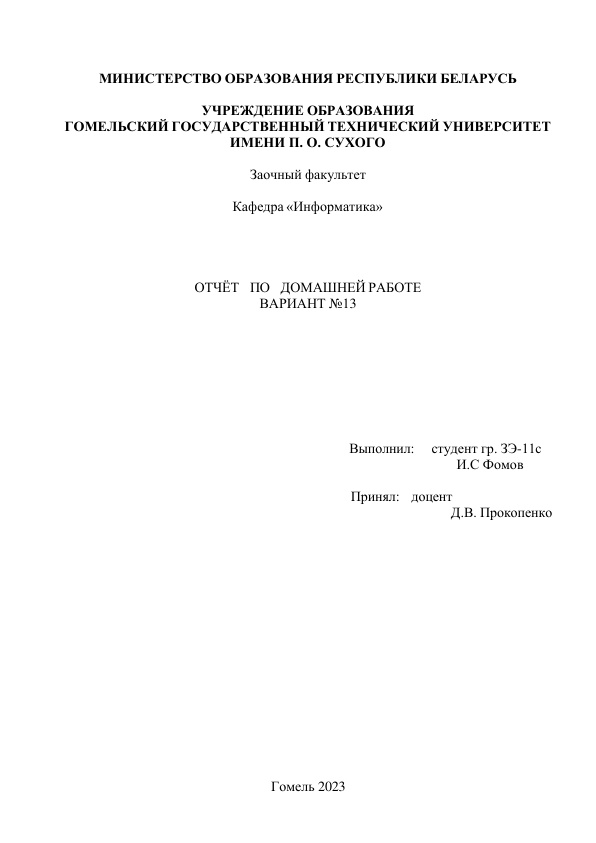 МИНИСТЕРСТВО ОБРАЗОВАНИЯ РЕСПУБЛИКИ БЕЛАРУСЬ
УЧРЕЖДЕНИЕ ОБРАЗОВАНИЯ
ГОМЕЛЬСКИЙ ГОСУДАРСТВЕННЫЙ ТЕХНИЧЕСКИЙ УНИВЕРСИТЕТ
ИМЕНИ П. О. СУХОГО
Заочный факультет
Кафедра «Информатика»
ОТЧЁТ ПО ДОМАШНЕЙ РАБОТЕ
ВАРИАНТ №13
Выполнил: студент гр. ЗЭ-11с
И.С Фомов
Принял: доцент
Д.В. Прокопенко
Гомель 2023